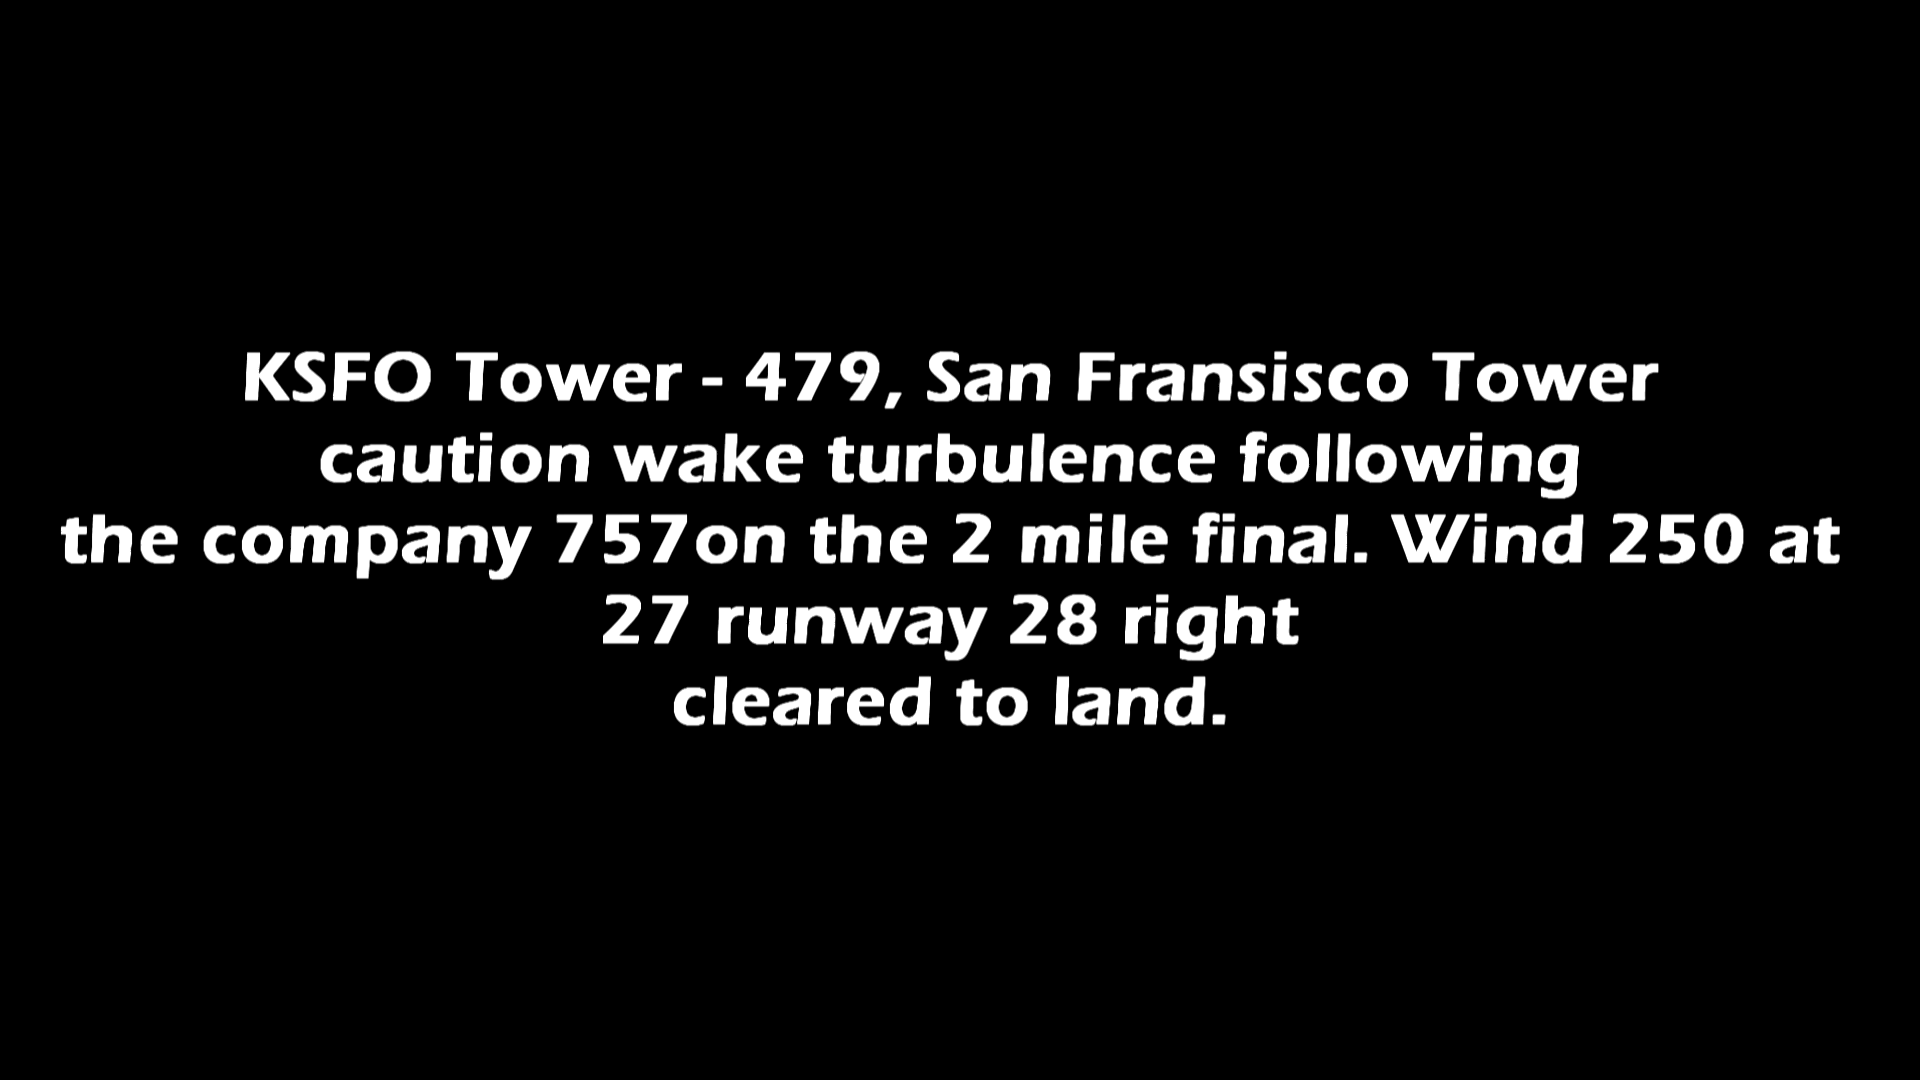 KSFO Tower - 479, San Fransisco Tower
caution wake turbulence following
the company 757on the 2 mile final. Wind 250 at
27 runway 28 right
cleared to land.